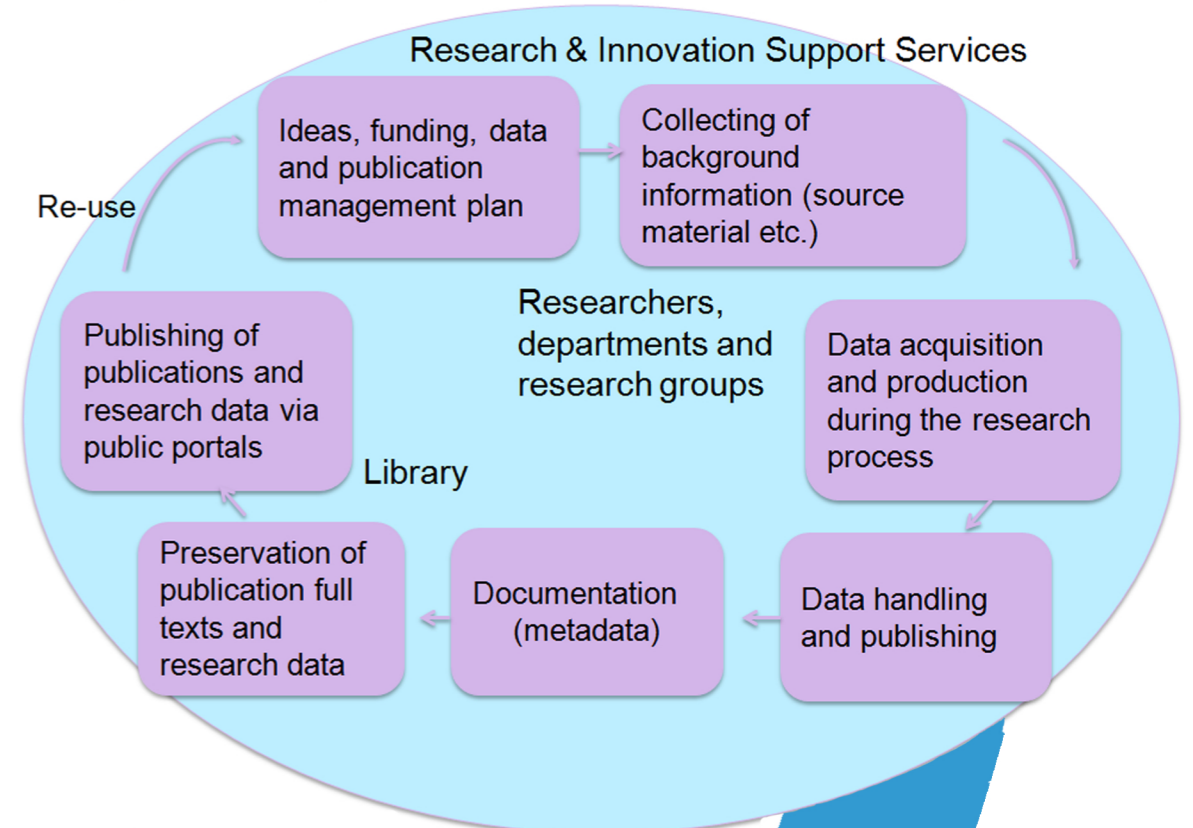 Research & Innovation Support Services
Ideas, funding, data
and publication
management plan
Collecting of
background
information (source
material etc.)
Re-use
Researchers,
departments and
research groups
Publishing of
publications and
research data via
public portals
Data acquisition
and production
during the research
process
Library
Preservation of
publication full
texts and
research data
Documentation
(metadata)
Data handling
and publishing